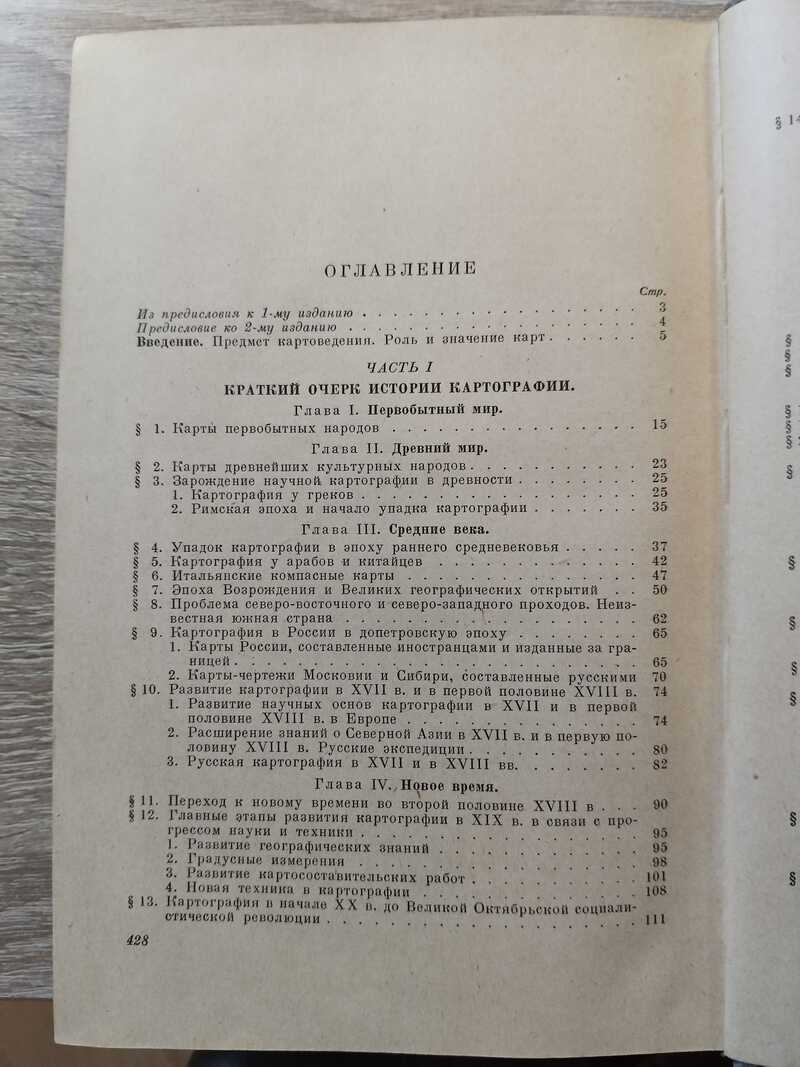 ОГЛАВЛЕНИЕ
Стр.
Из предисловия к 1-му изданию . . . . . . . . . . . . . . . . . . 3
Предисловие ко 2-му изданию . . . . . . . . . . . . . . . . . . 4
Введение. Предмет картоведения. Роль и значение карт . . . . . . 5
ЧАСТЬ I
КРАТКИЙ ОЧЕРК ИСТОРИИ КАРТОГРАФИИ.
Глава I. Первобытный мир.
§ 1. Карты первобытных народов . . . . . . . . . . . . . . . . 15
Глава II. Древний мир.
§ 2. Карты древнейших культурных народов . . . . . . . . . . . 23
§ 3. Зарождение научной картографии в древности . . . . . . . . 25
1. Картография у греков . . . . . . . . . . . . . . . . . . 25
2. Римская эпоха и начало упадка картографии . . . . . . . 35
Глава III. Средние века.
§ 4. Упадок картографии в эпоху раннего средневековья . . . . . 37
§ 5. Картография у арабов и китайцев . . . . . . . . . . . . . 42
§ 6. Итальянские компасные карты . . . . . . . . . . . . . . . 47
§ 7. Эпоха Возрождения и Великих географических открытий . . 50
§ 8. Проблема северо-восточного и северо-западного проходов. Неиз-
вестная южная страна . . . . . . . . . . . . . . . . . . . 62
§ 9. Картография в России в допетровскую эпоху . . . . . . . . 65
1. Карты России, составленные иностранцами и изданные за гра-
ницей . . . . . . . . . . . . . . . . . . . . . . . . . . 65
2. Карты-чертежи Московии и Сибири, составленные русскими 70
§ 10. Развитие картографии в XVII в. и в первой половине XVIII в. 74
1. Развитие научных основ картографии в XVII и в первой
половине XVIII в. в Европе . . . . . . . . . . . . . . . 74
2. Расширение знаний о Северной Азии в XVII в. и в первую по-
ловину XVIII в. Русские экспедиции . . . . . . . . . . . 80
3. Русская картография в XVII и в XVIII вв. . . . . . . . 82
Глава IV. Новое время.
§ 11. Переход к новому времени во второй половине XVIII в . . . 90
§ 12. Главные этапы развития картографии в XIX в. в связи с про-
грессом науки и техники . . . . . . . . . . . . . . . . . . 95
1. Развитие географических знаний . . . . . . . . . . . . . 95
2. Градусные измерения . . . . . . . . . . . . . . . . . . 98
3. Развитие картосоставительских работ . . . . . . . . . . . 101
4. Новая техника в картографии . . . . . . . . . . . . . . 108
§ 13. Картография в начале XX в. до Великой Октябрьской социали-
стической революции . . . . . . . . . . . . . . . . . . . . 111
428
§ 14
§
§
§
§
§
§
§
§
§
§
§
§
§